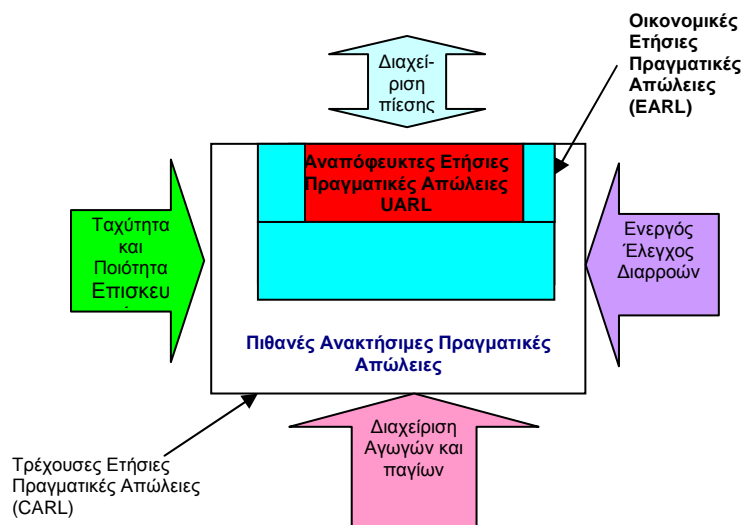 Οικονομικές
Ετήσιες
Πραγματικές
Απώλειες
(EARL)
Διαχεί-
ριση
πίεσης
Αναπόφευκτες Ετήσιες
Πραγματικές Απώλειες
UARL
Ταχύτητα
και
Ποιότητα
Επισκευ
Ενεργός
Έλεγχος
Διαρροών
Πιθανές Ανακτήσιμες Πραγματικές
Απώλειες
Διαχείριση
Αγωγών και
παγίων
Τρέχουσες Ετήσιες
Πραγματικές Απώλειες
(CARL)